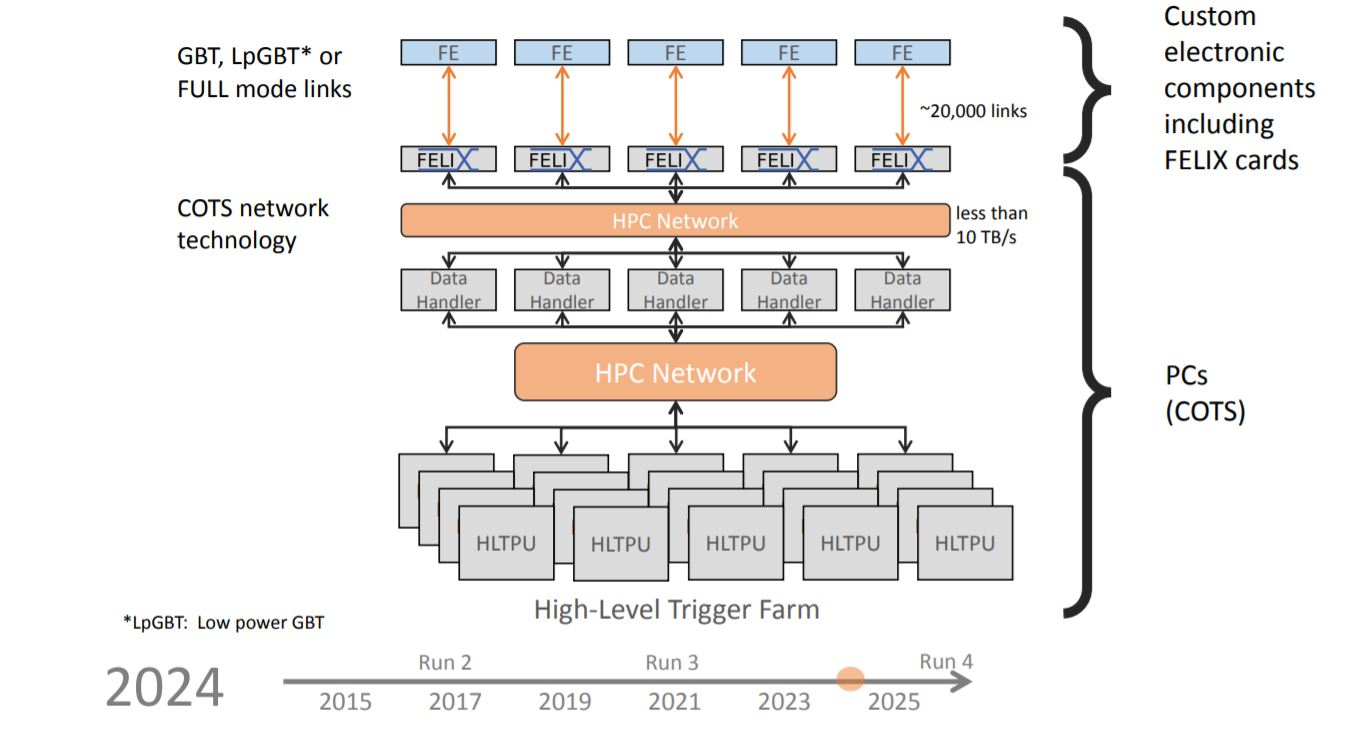 GBT, LpGBT* or
FULL mode links
FE FE FE FE FE
~20,000 links
Custom
electronic
components
including
FELIX cards
FELIX FELIX FELIX FELIX FELIX
COTS network
technology
HPC Network
less than
10 TB/s
Data Handler
Data Handler
Data Handler
Data Handler
Data Handler
HPC Network
PCs
(COTS)
HLTPU HLTPU HLTPU HLTPU HLTPU
High-Level Trigger Farm
*LpGBT: Low power GBT
2024
Run 2 Run 3 Run 4
2015 2017 2019 2021 2023 2025